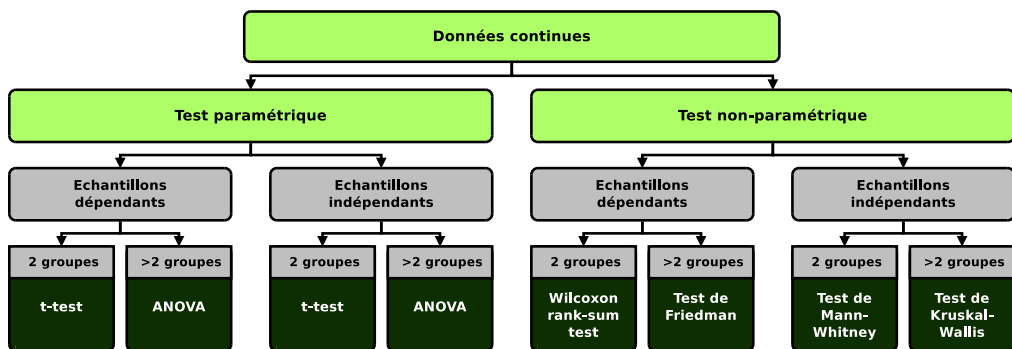 Données continues
Test paramétrique
Test non-paramétrique
Echantillons
dépendants
Echantillons
indépendants
Echantillons
dépendants
Echantillons
indépendants
2 groupes
>2 groupes
2 groupes
>2 groupes
2 groupes
>2 groupes
2 groupes
>2 groupes
t-test
ANOVA
t-test
ANOVA
Wilcoxon
rank-sum
test
Test de
Friedman
Test de
Mann-
Whitney
Test de
Kruskal-
Wallis